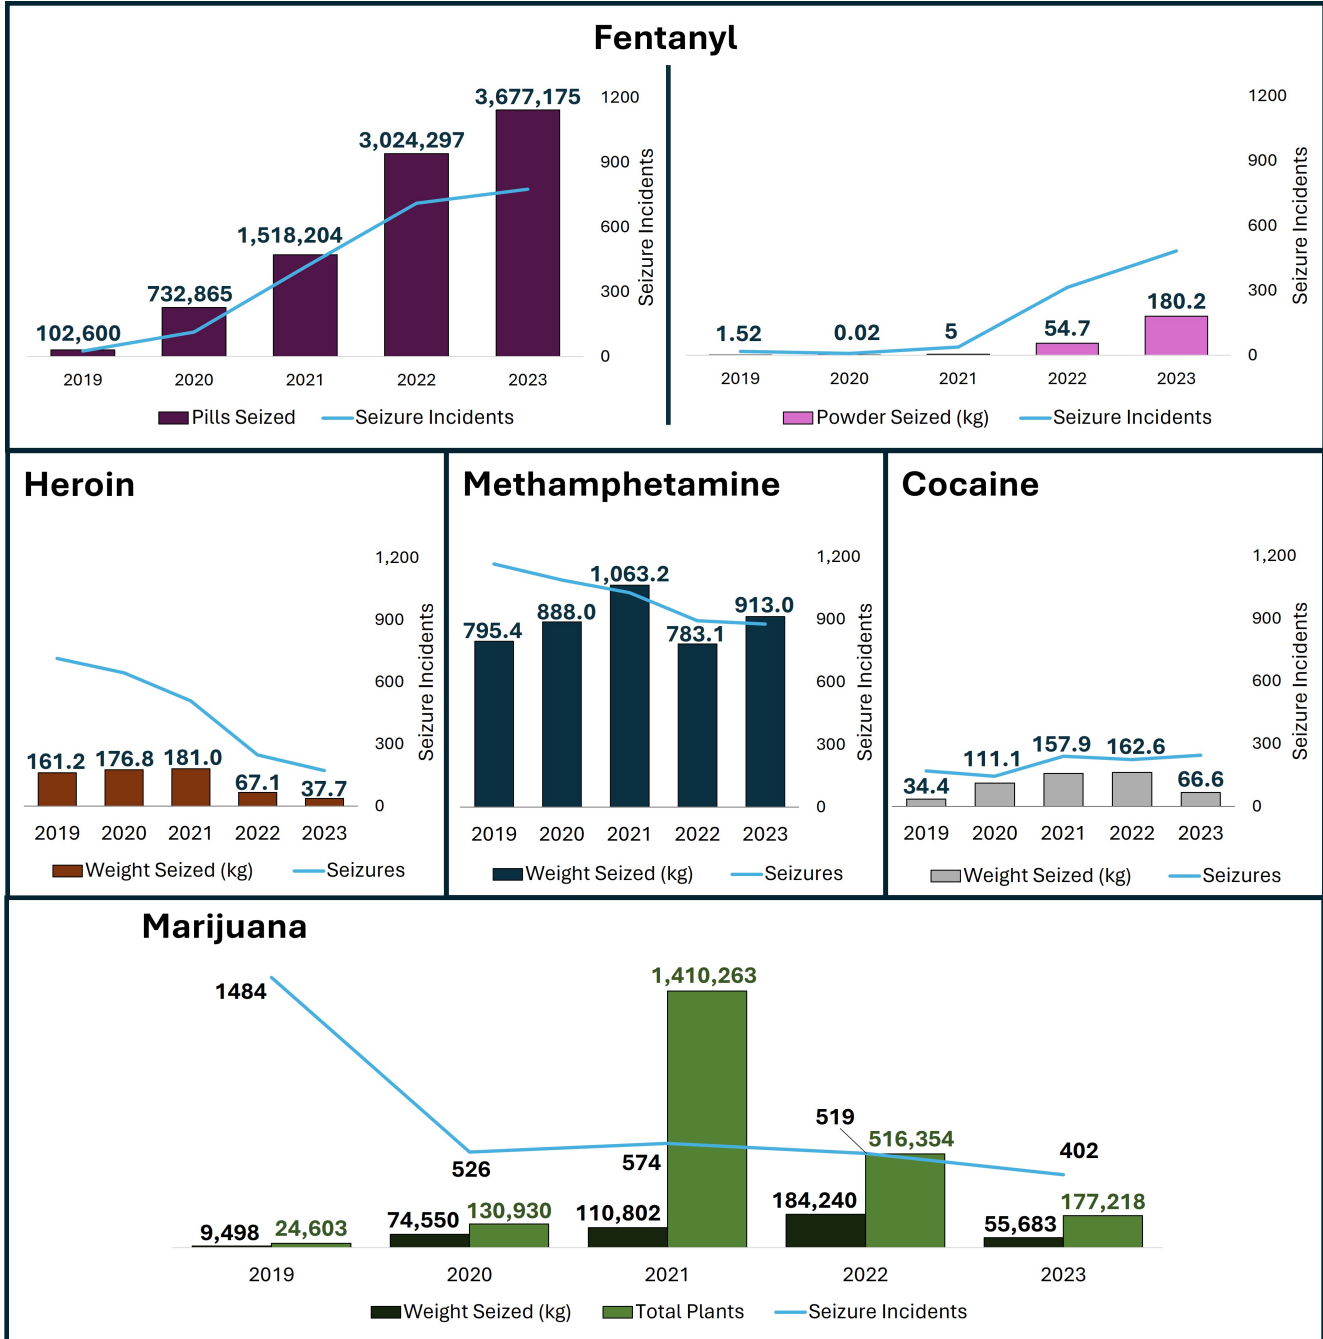 Fentanyl
3,677,175
3,024,297
1,518,204
732,865
102,600
1200
900
600
300
0
Seizure Incidents
2019 2020 2021 2022 2023
Pills Seized Seizure Incidents
1.52 0.02 5 54.7 180.2
1200
900
600
300
0
Seizure Incidents
2019 2020 2021 2022 2023
Powder Seized (kg) Seizure Incidents
Heroin
161.2 176.8 181.0 67.1 37.7
1,200
900
600
300
0
Seizure Incidents
2019 2020 2021 2022 2023
Weight Seized (kg) Seizures
Methamphetamine
795.4 888.0 1,063.2 783.1 913.0
1,200
900
600
300
0
Seizure Incidents
2019 2020 2021 2022 2023
Weight Seized (kg) Seizures
Cocaine
34.4 111.1 157.9 162.6 66.6
1,200
900
600
300
0
Seizure Incidents
2019 2020 2021 2022 2023
Weight Seized (kg) Seizures
Marijuana
1484 526 574 519 402
9,498 24,603 74,550 130,930 110,802 1,410,263 184,240 516,354 55,683 177,218
2019 2020 2021 2022 2023
Weight Seized (kg) Total Plants Seizure Incidents